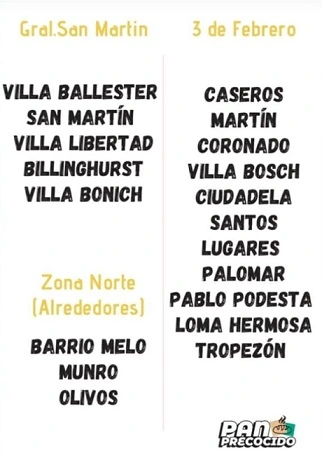 Gral.San Martin
VILLA BALLESTER
SAN MARTÍN
VILLA LIBERTAD
BILLINGHURST
VILLA BONICH
Zona Norte
(Alrededores)
BARRIO MELO
MUNRO
OLIVOS
3 de Febrero
CASEROS
MARTÍN
CORONADO
VILLA BOSCH
CIUDADELA
SANTOS
LUGARES
PALOMAR
PABLO PODESTA
LOMA HERMOSA
TROPEZÓN
PAN
PRECOCIDO